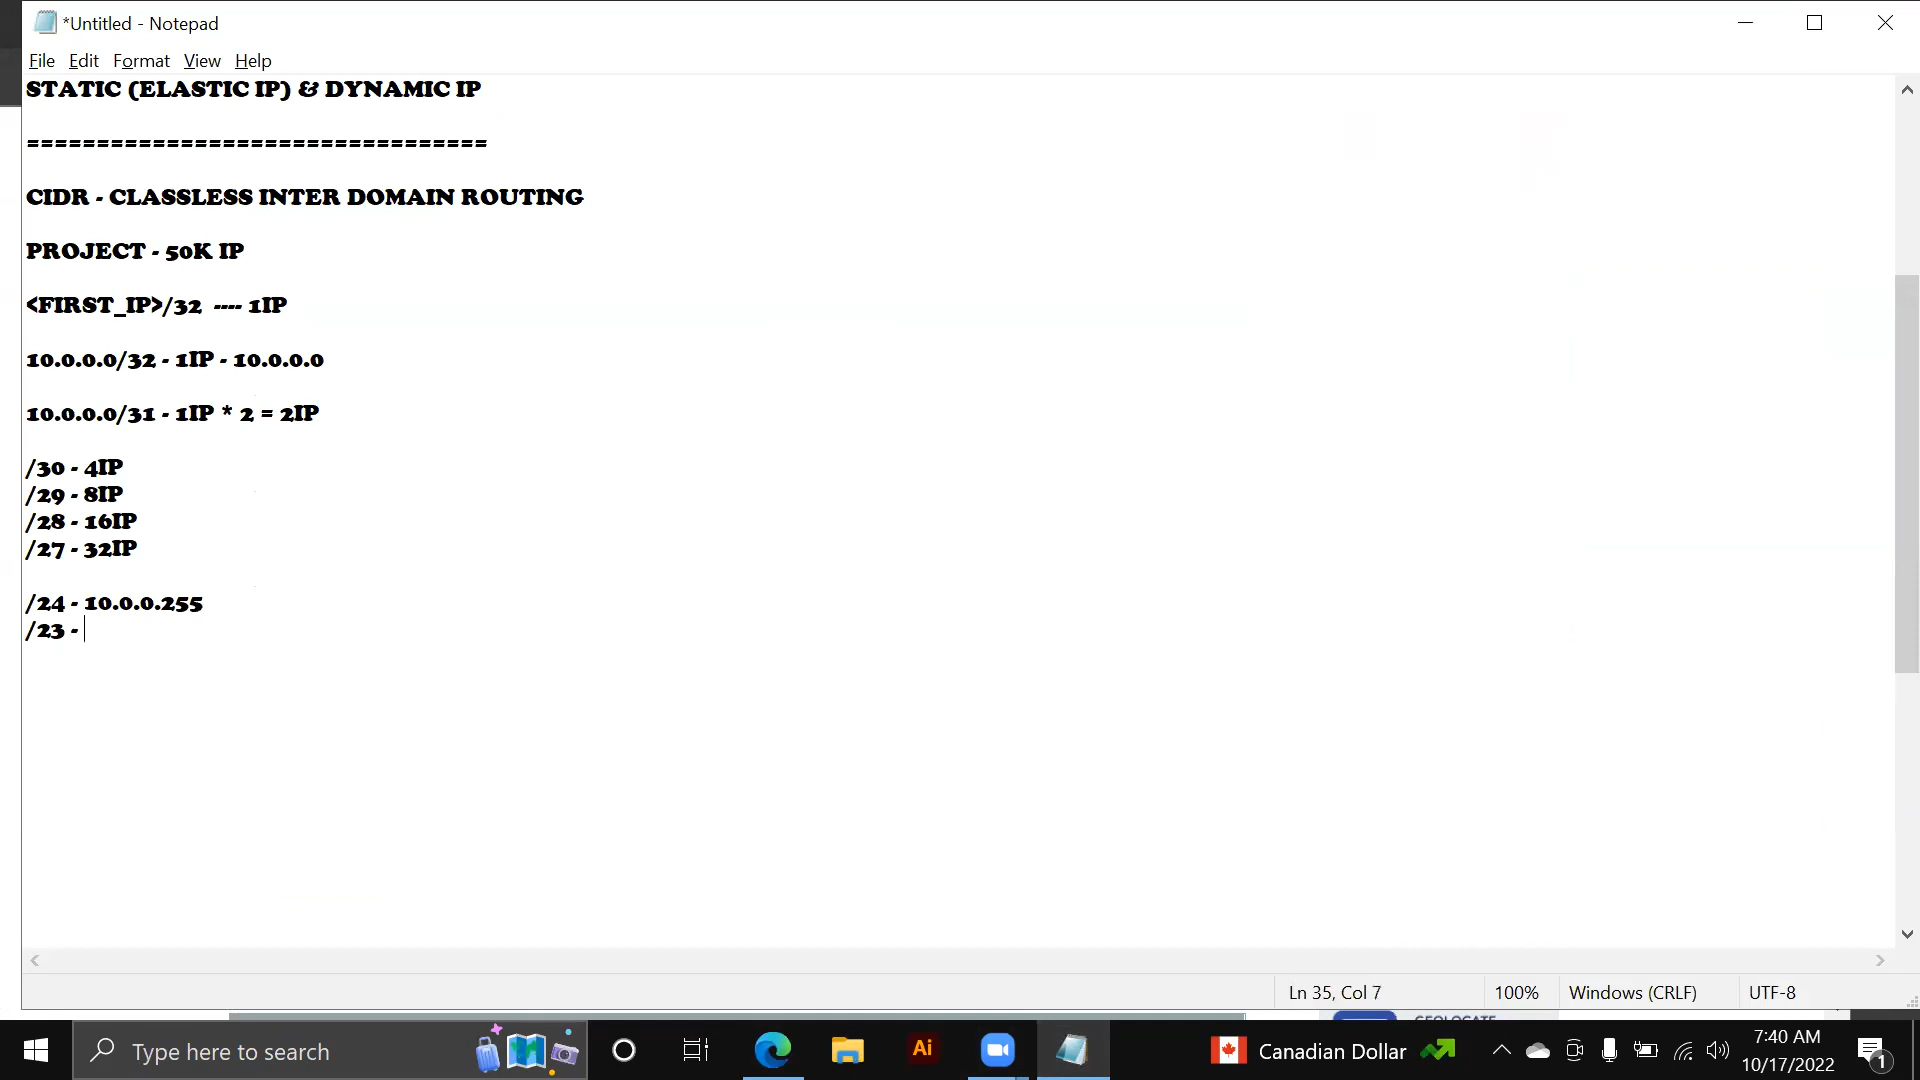 *Untitled - Notepad
File Edit Format View Help
STATIC (ELASTIC IP) & DYNAMIC IP
=================================
CIDR - CLASSLESS INTER DOMAIN ROUTING
PROJECT - 50K IP
<FIRST_IP>/32 ---- 1IP
10.0.0.0/32 - 1IP - 10.0.0.0
10.0.0.0/31 - 1IP * 2 = 2IP
/30 - 4IP
/29 - 8IP
/28 - 16IP
/27 - 32IP
/24 - 10.0.0.255
/23 -
Ln 35, Col 7
100%
Windows (CRLF)
UTF-8
Type here to search
Ai
Canadian Dollar
7:40 AM
10/17/2022
1